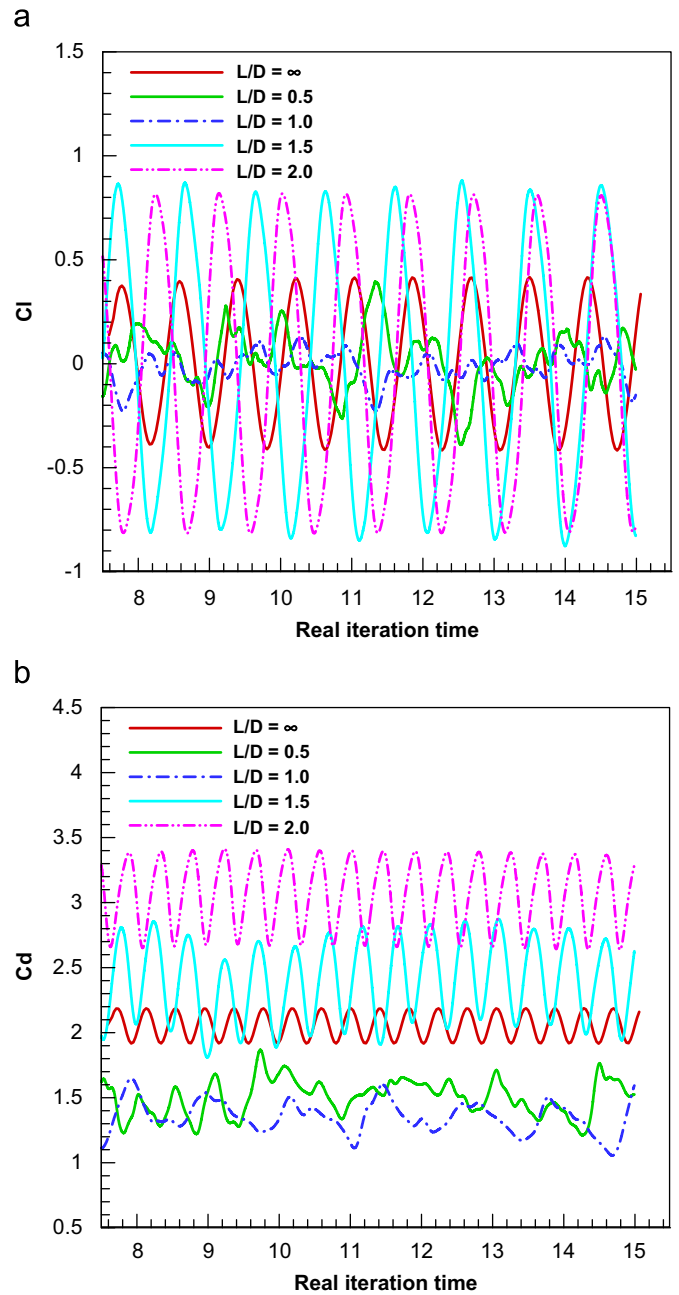 a
1.5
1
0.5
0
-0.5
-1
Cl
L/D = ∞
L/D = 0.5
L/D = 1.0
L/D = 1.5
L/D = 2.0
8 9 10 11 12 13 14 15
Real iteration time
b
4.5
4
3.5
3
2.5
2
1.5
1
0.5
Cd
L/D = ∞
L/D = 0.5
L/D = 1.0
L/D = 1.5
L/D = 2.0
8 9 10 11 12 13 14 15
Real iteration time